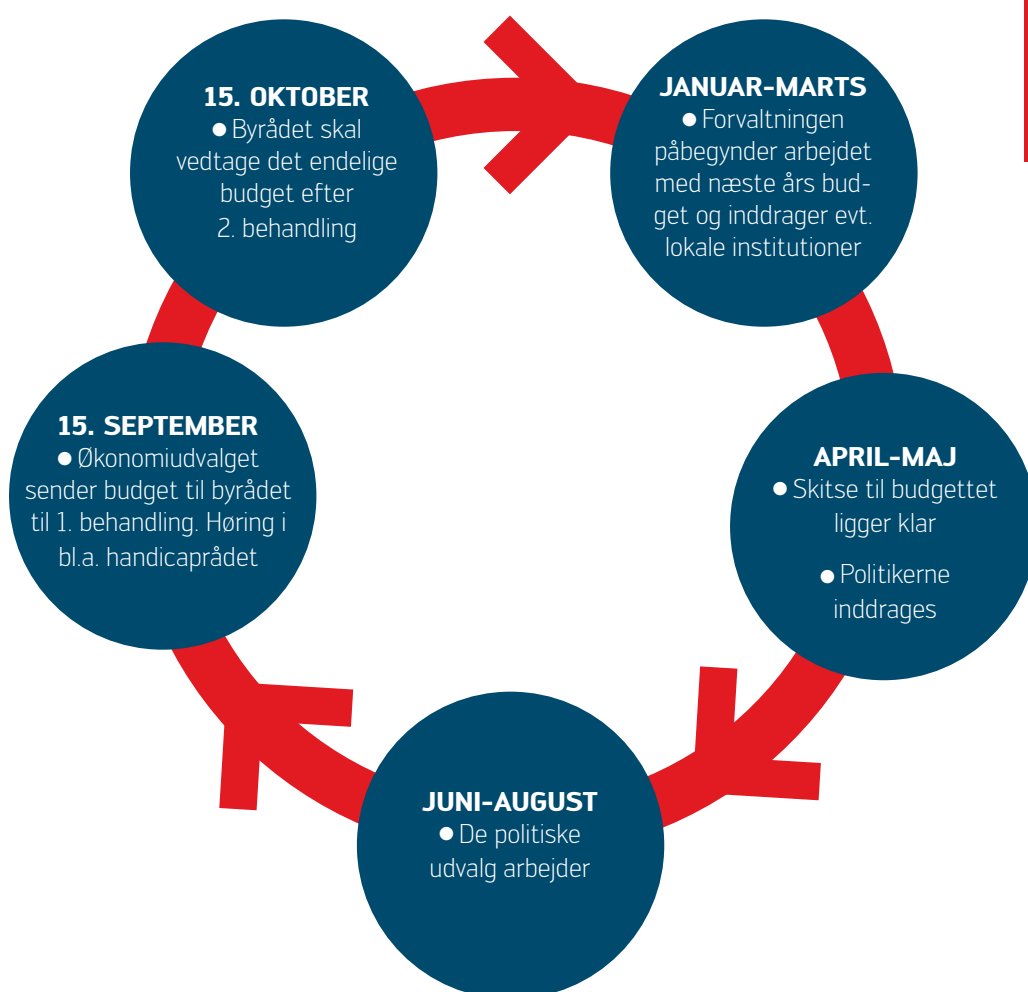 15. OKTOBER
● Byrådet skal
vedtage det endelige
budget efter
2. behandling
JANUAR-MARTS
● Forvaltningen
påbegynder arbejdet
med næste års bud-
get og inddrager evt.
lokale institutioner
APRIL-MAJ
● Skitse til budgettet
ligger klar
● Politikerne
inddrages
JUNI-AUGUST
● De politiske
udvalg arbejder
15. SEPTEMBER
● Økonomiudvalget
sender budget til byrådet
til 1. behandling. Høring i
bl.a. handicaprådet